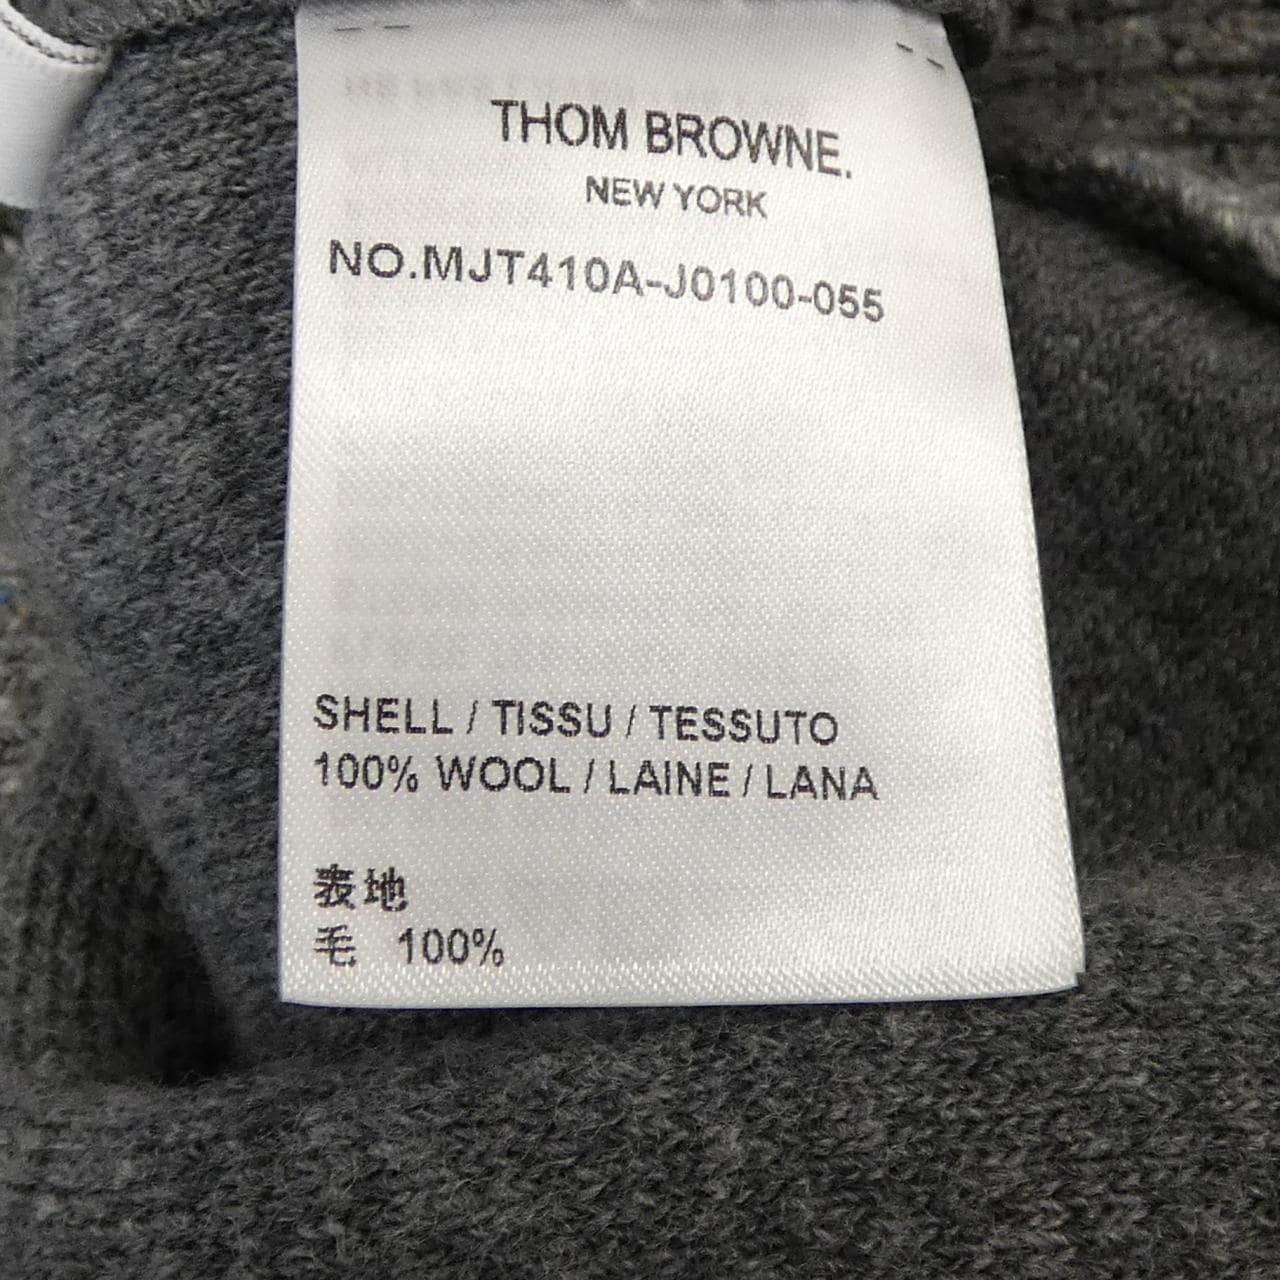 THOM BROWNE.
NEW YORK
NO.MJT410A-J0100-055
SHELL / TISSU / TESSUTO
100% WOOL / LAINE / LANA
表地
毛 100%